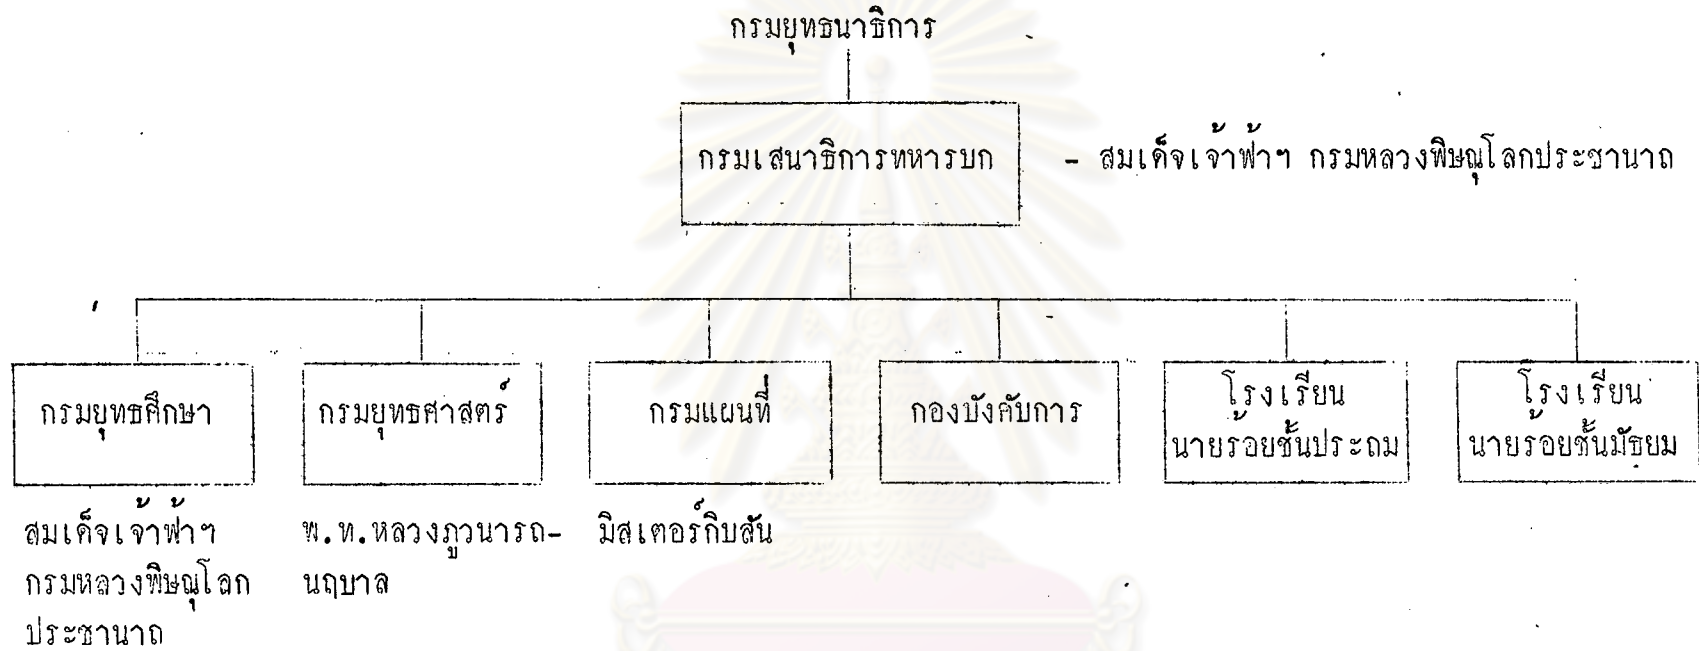 กรมยุทธนาธิการ
กรมเสนาธิการทหารบก
- สมเด็จเจ้าฟ้าฯ กรมหลวงพิษณุโลกประชานาถ
กรมยุทธศึกษา
สมเด็จเจ้าฟ้าฯ
กรมหลวงพิษณุโลก
ประชานาถ
กรมยุทธศาสตร์
พ.ท.หลวงภูวนารถ-
นฤบาล
กรมแผนที่
มิสเตอร์กิบสัน
กองบังคับการ
โรงเรียน
นายร้อยชั้นประถม
โรงเรียน
นายร้อยชั้นมัธยม